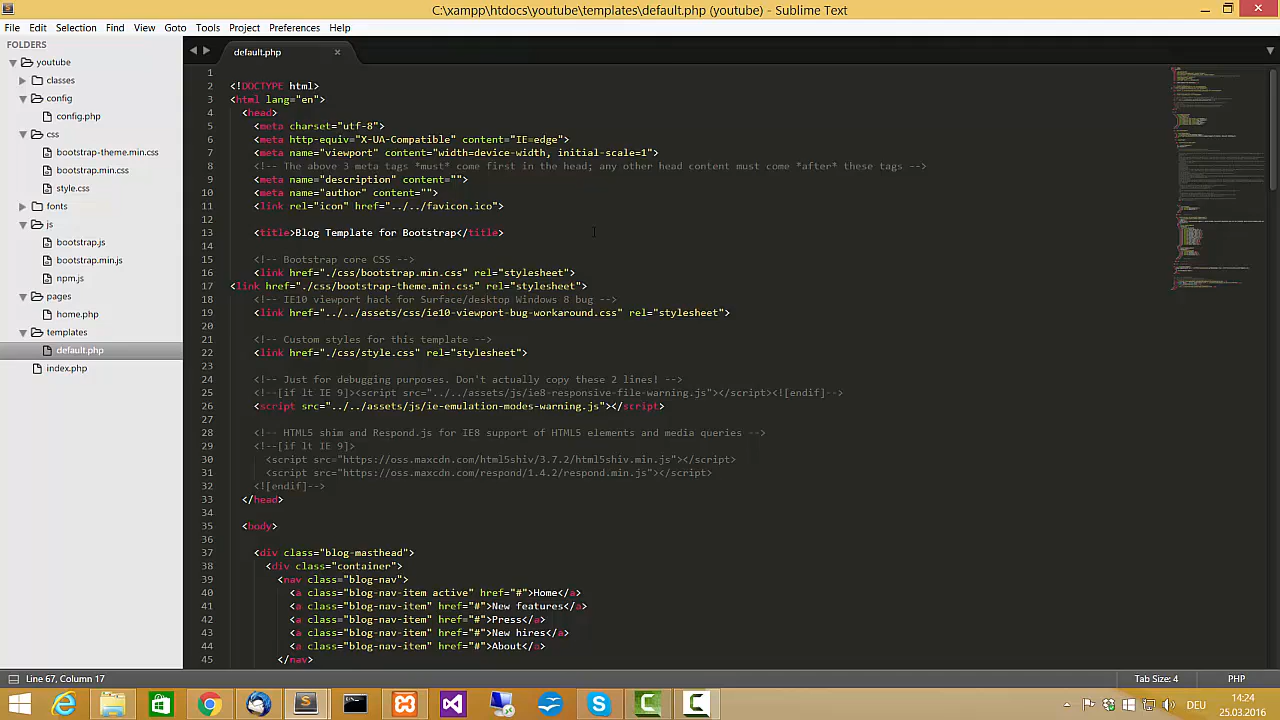 C:\xampp\htdocs\youtube\templates\default.php (youtube) - Sublime Text
File Edit Selection Find View Goto Tools Project Preferences Help
FOLDERS
youtube
classes
config
config.php
css
bootstrap-theme.min.css
bootstrap.min.css
style.css
fonts
js
bootstrap.js
bootstrap.min.js
npm.js
pages
home.php
templates
default.php
index.php
default.php
1
2 <!DOCTYPE html>
3 <html lang="en">
4 <head>
5 <meta charset="utf-8">
6 <meta http-equiv="X-UA-Compatible" content="IE=edge">
7 <meta name="viewport" content="width=device-width, initial-scale=1">
8 <!-- The above 3 meta tags *must* come first in the head; any other head content must come *after* these tags -->
9 <meta name="description" content="">
10 <meta name="author" content="">
11 <link rel="icon" href="../../favicon.ico">
12
13 <title>Blog Template for Bootstrap</title>
14
15 <!-- Bootstrap core CSS -->
16 <link href="./css/bootstrap.min.css" rel="stylesheet">
17 <link href="./css/bootstrap-theme.min.css" rel="stylesheet">
18 <!-- IE10 viewport hack for Surface/desktop Windows 8 bug -->
19 <link href="../../assets/css/ie10-viewport-bug-workaround.css" rel="stylesheet">
20
21 <!-- Custom styles for this template -->
22 <link href="./css/style.css" rel="stylesheet">
23
24 <!-- Just for debugging purposes. Don't actually copy these 2 lines! -->
25 <!--[if lt IE 9]><script src="../../assets/js/ie8-responsive-file-warning.js"></script><![endif]-->
26 <script src="../../assets/js/ie-emulation-modes-warning.js"></script>
27
28 <!-- HTML5 shim and Respond.js for IE8 support of HTML5 elements and media queries -->
29 <!--[if lt IE 9]>
30 <script src="https://oss.maxcdn.com/html5shiv/3.7.2/html5shiv.min.js"></script>
31 <script src="https://oss.maxcdn.com/respond/1.4.2/respond.min.js"></script>
32 <![endif]-->
33 </head>
34
35 <body>
36
37 <div class="blog-masthead">
38 <div class="container">
39 <nav class="blog-nav">
40 <a class="blog-nav-item active" href="#">Home</a>
41 <a class="blog-nav-item" href="#">New features</a>
42 <a class="blog-nav-item" href="#">Press</a>
43 <a class="blog-nav-item" href="#">New hires</a>
44 <a class="blog-nav-item" href="#">About</a>
45 </nav>
Line 67, Column 17 Tab Size: 4 PHP
DEU
14:24
25.03.2016